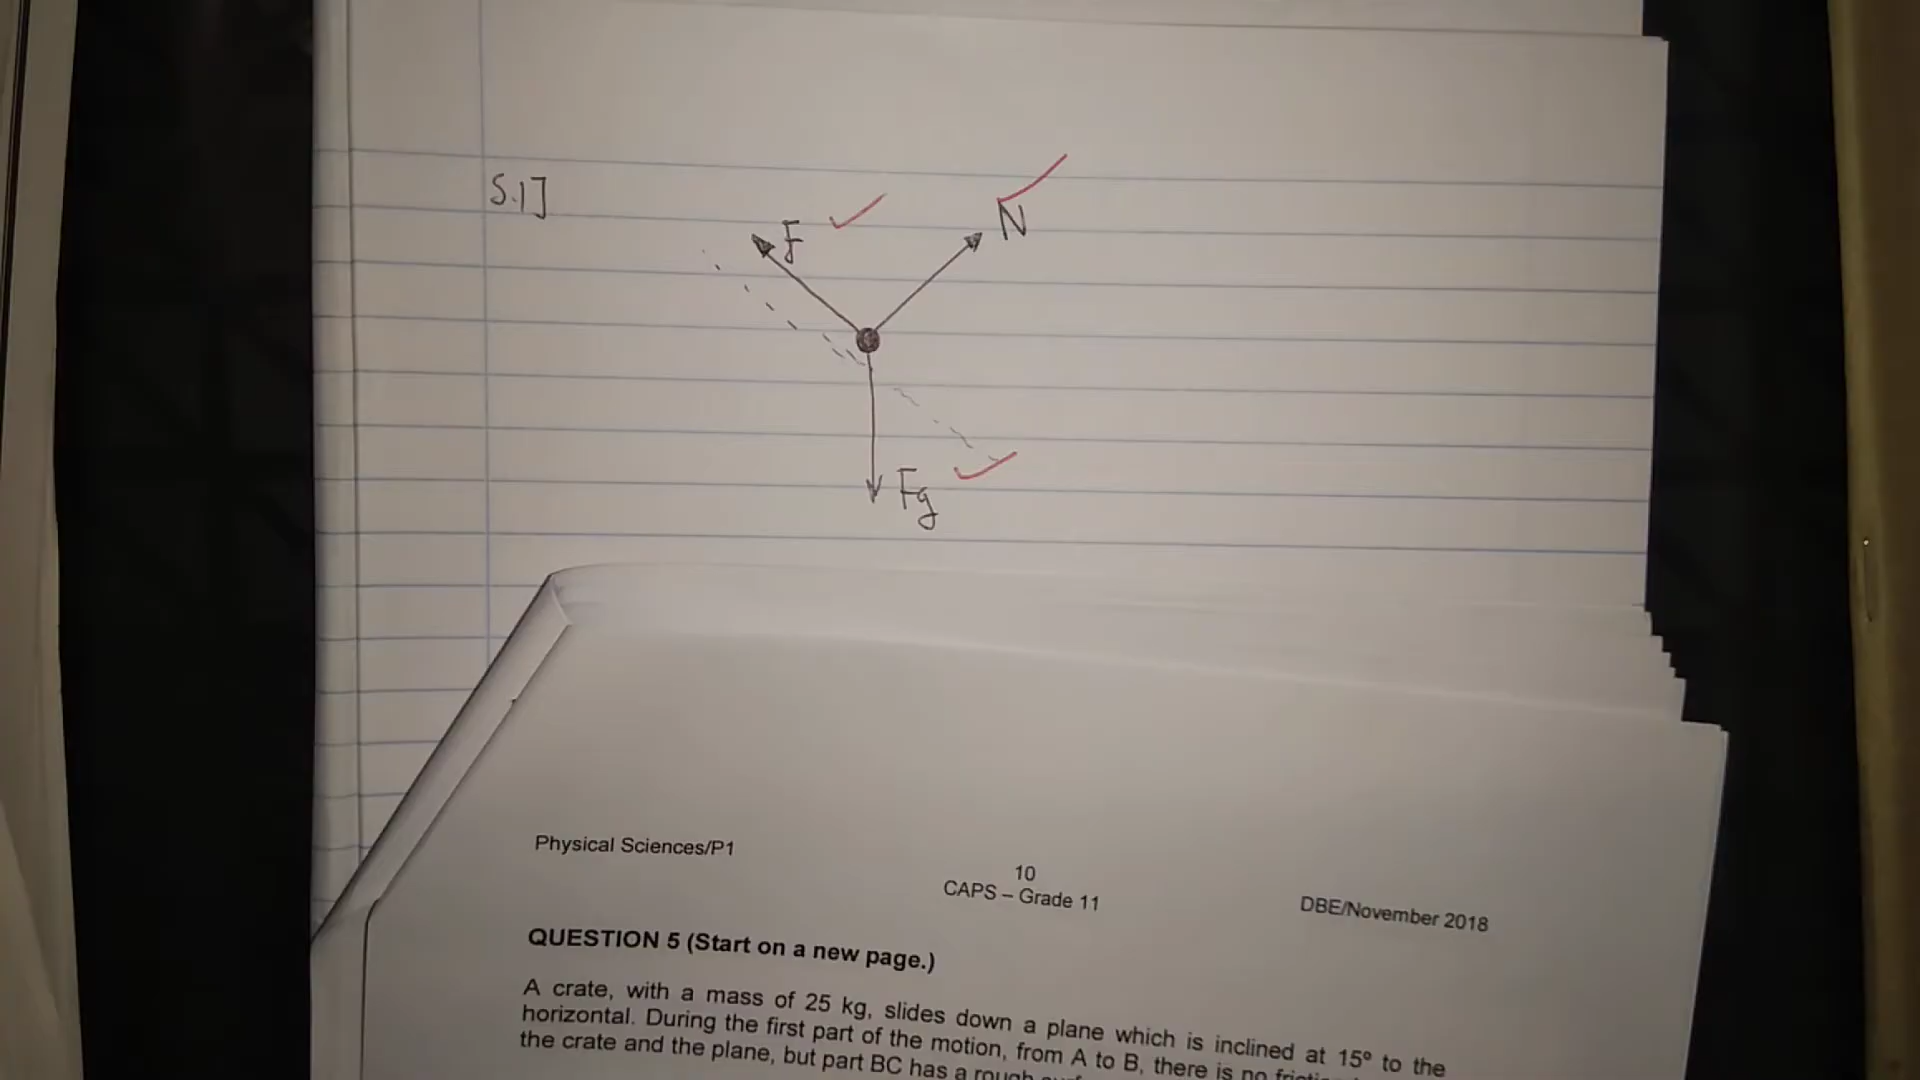 5.1]
F
N
Fg
Physical Sciences/P1
10
CAPS – Grade 11
DBE/November 2018
QUESTION 5 (Start on a new page.)
A crate, with a mass of 25 kg, slides down a plane which is inclined at 15º to the
horizontal. During the first part of the motion, from A to B, there is no
the crate and the plane, but part BC has a rough